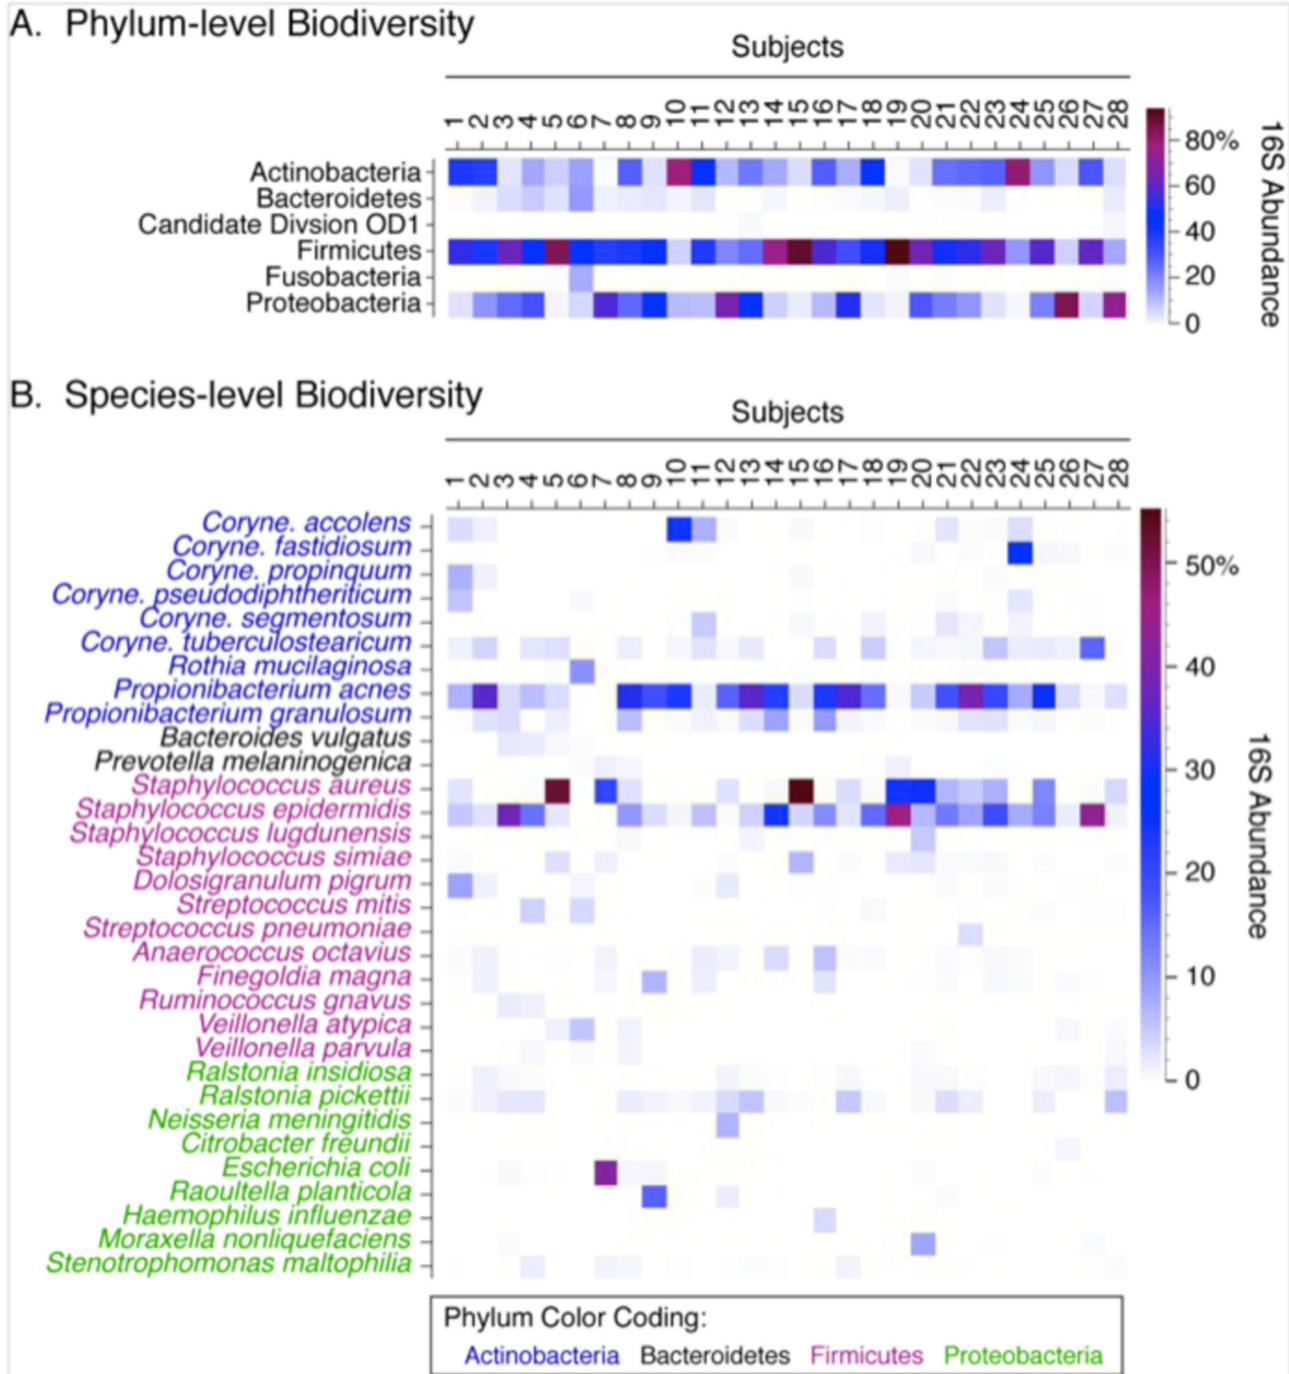 A. Phylum-level Biodiversity
Subjects
1 2 3 4 5 6 7 8 9 10 11 12 13 14 15 16 17 18 19 20 21 22 23 24 25 26 27 28
Actinobacteria
Bacteroidetes
Candidate Divsion OD1
Firmicutes
Fusobacteria
Proteobacteria
80%
60
40
20
0
16S Abundance
B. Species-level Biodiversity
Subjects
1 2 3 4 5 6 7 8 9 10 11 12 13 14 15 16 17 18 19 20 21 22 23 24 25 26 27 28
Coryne. accolens
Coryne. fastidiosum
Coryne. propinquum
Coryne. pseudodiphtheriticum
Coryne. segmentosum
Coryne. tuberculostearicum
Rothia mucilaginosa
Propionibacterium acnes
Propionibacterium granulosum
Bacteroides vulgatus
Prevotella melaninogenica
Staphylococcus aureus
Staphylococcus epidermidis
Staphylococcus lugdunensis
Staphylococcus simiae
Dolosigranulum pigrum
Streptococcus mitis
Streptococcus pneumoniae
Anaerococcus octavius
Finegoldia magna
Ruminococcus gnavus
Veillonella atypica
Veillonella parvula
Ralstonia insidiosa
Ralstonia pickettii
Neisseria meningitidis
Citrobacter freundii
Escherichia coli
Raoultella planticola
Haemophilus influenzae
Moraxella nonliquefaciens
Stenotrophomonas maltophilia
50%
40
30
20
10
0
16S Abundance
Phylum Color Coding:
Actinobacteria Bacteroidetes Firmicutes Proteobacteria